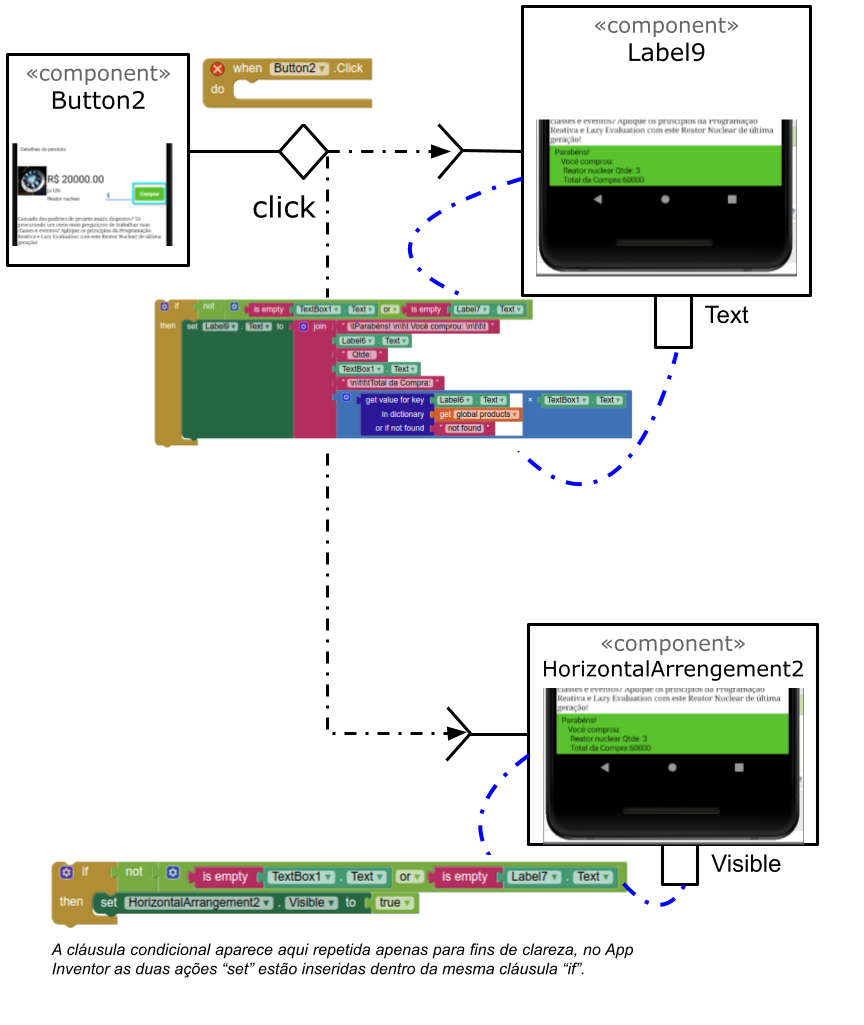 «component»
Label9
classes e eventos? Aplique os princípios da Programação
Reativa e Lazy Evaluation com este Reator Nuclear de última
geração!
Parabéns!
Você comprou:
Reator nuclear Qtde: 3
Total da Compra:60000
Text
«component»
Button2
Detalhes do produto
R$ 20000.00
Reator nuclear
Comprar
Cansado dos padrões de projeto muito dispostos? Tá
procurando um jeito mais preguiçoso de trabalhar suas
classes e eventos? Aplique os princípios da Programação
Reativa e Lazy Evaluation com este Reator Nuclear de última
geração!
when Button2 .Click
do
click
if not is empty TextBox1 . Text or is empty Label7 . Text
then set Label9 . Text to join " \tParabéns! \n\t\t Você comprou: \n\t\t\t "
Label6 . Text
" Qtde: "
TextBox1 . Text
" \n\t\t\tTotal da Compra: "
get value for key Label6 . Text × TextBox1 . Text
in dictionary get global products
or if not found " not found "
«component»
HorizontalArrengement2
classes e eventos? Aplique os princípios da Programação
Reativa e Lazy Evaluation com este Reator Nuclear de última
geração!
Parabéns!
Você comprou:
Reator nuclear Qtde: 3
Total da Compra:60000
Visible
if not is empty TextBox1 . Text or is empty Label7 . Text
then set HorizontalArrangement2 . Visible to true
A cláusula condicional aparece aqui repetida apenas para fins de clareza, no App
Inventor as duas ações “set” estão inseridas dentro da mesma cláusula “if”.